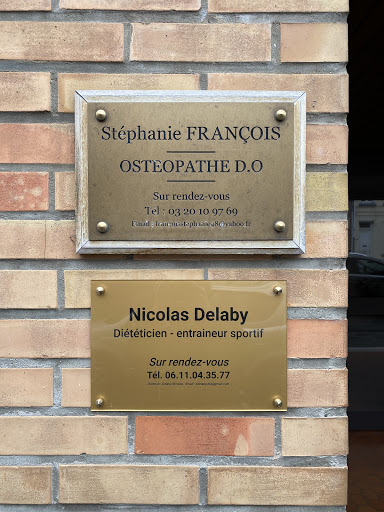 Stéphanie FRANÇOIS
OSTEOPATHE D.O
Sur rendez-vous
Tel : 03 20 10 97 69
Nicolas Delaby
Diététicien - entraineur sportif
Sur rendez-vous
Tél. 06.11.04.35.77